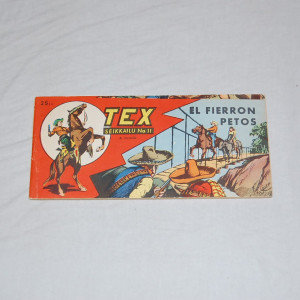 TEX
SEIKKAILU No 11
EL FIERRON
PETOS